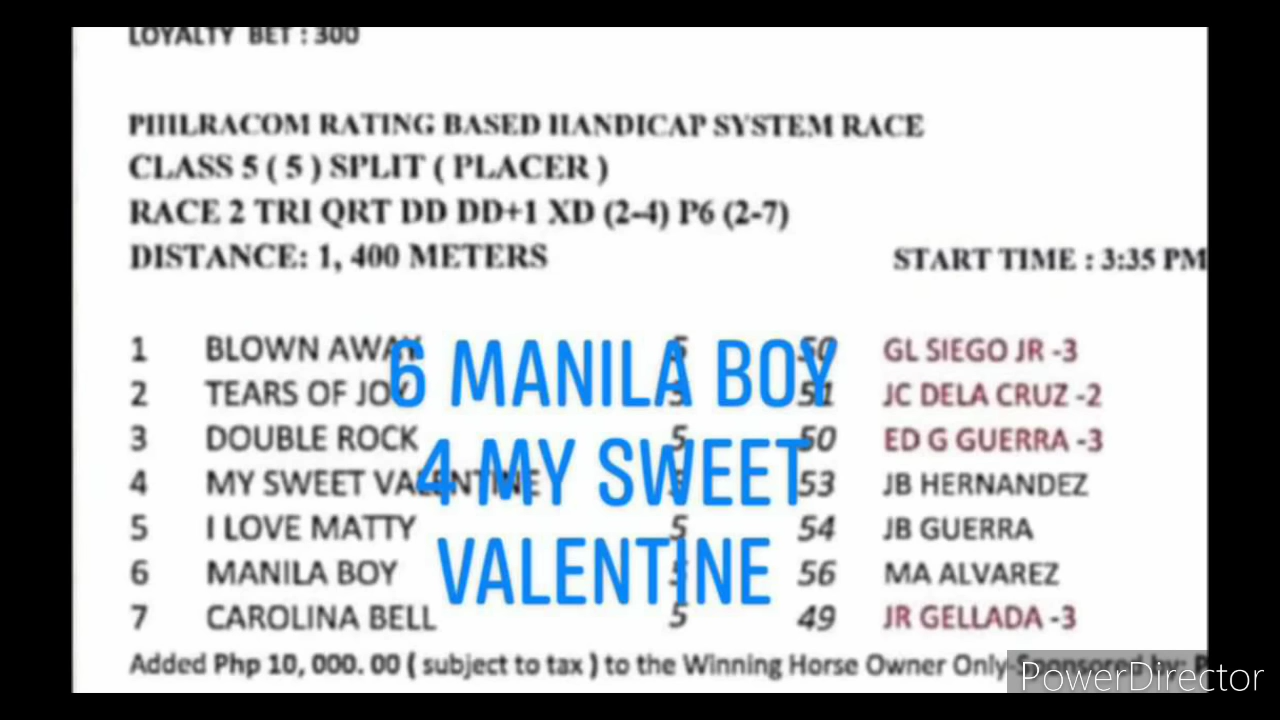 LOYALTY BET : 300
PHILRACOM RATING BASED HANDICAP SYSTEM RACE
CLASS 5 ( 5 ) SPLIT ( PLACER )
RACE 2 TRI QRT DD DD+1 XD (2-4) P6 (2-7)
DISTANCE: 1, 400 METERS START TIME : 3:35 PM
1 BLOWN AWAY 5 50 GL SIEGO JR -3
2 TEARS OF JOY 5 51 JC DELA CRUZ -2
3 DOUBLE ROCK 5 50 ED G GUERRA -3
4 MY SWEET VALENTINE 5 53 JB HERNANDEZ
5 I LOVE MATTY 5 54 JB GUERRA
6 MANILA BOY 5 56 MA ALVAREZ
7 CAROLINA BELL 5 49 JR GELLADA -3
Added Php 10, 000. 00 ( subject to tax ) to the Winning Horse Owner Only-Sponsored by: P
6 MANILA BOY
4 MY SWEET
VALENTINE
PowerDirector